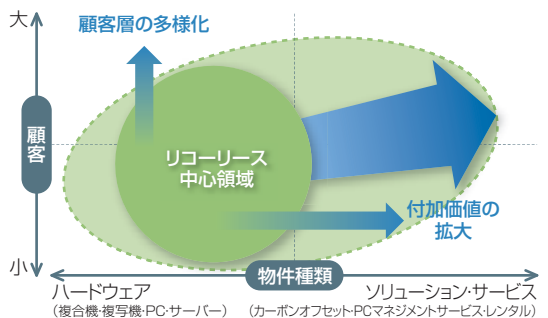 大
顧客層の多様化
顧客
リコーリース
中心領域
付加価値の
拡大
小
物件種類
ハードウェア
（複合機・複写機・PC・サーバー）
ソリューション・サービス
（カーボンオフセット・PCマネジメントサービス・レンタル）